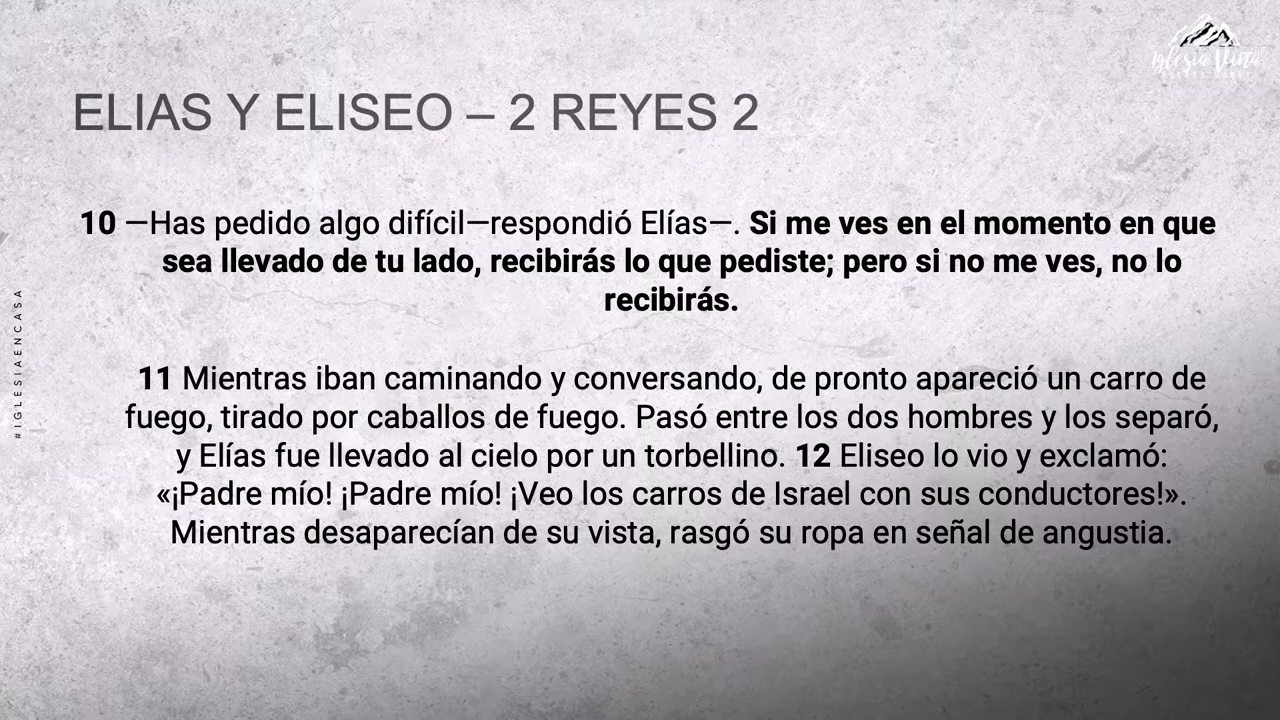 ELIAS Y ELISEO – 2 REYES 2
10 —Has pedido algo difícil—respondió Elías—. Si me ves en el momento en que
sea llevado de tu lado, recibirás lo que pediste; pero si no me ves, no lo
recibirás.
11 Mientras iban caminando y conversando, de pronto apareció un carro de
fuego, tirado por caballos de fuego. Pasó entre los dos hombres y los separó,
y Elías fue llevado al cielo por un torbellino. 12 Eliseo lo vio y exclamó:
«¡Padre mío! ¡Padre mío! ¡Veo los carros de Israel con sus conductores!».
Mientras desaparecían de su vista, rasgó su ropa en señal de angustia.
#IGLESIAENCASA
Iglesia